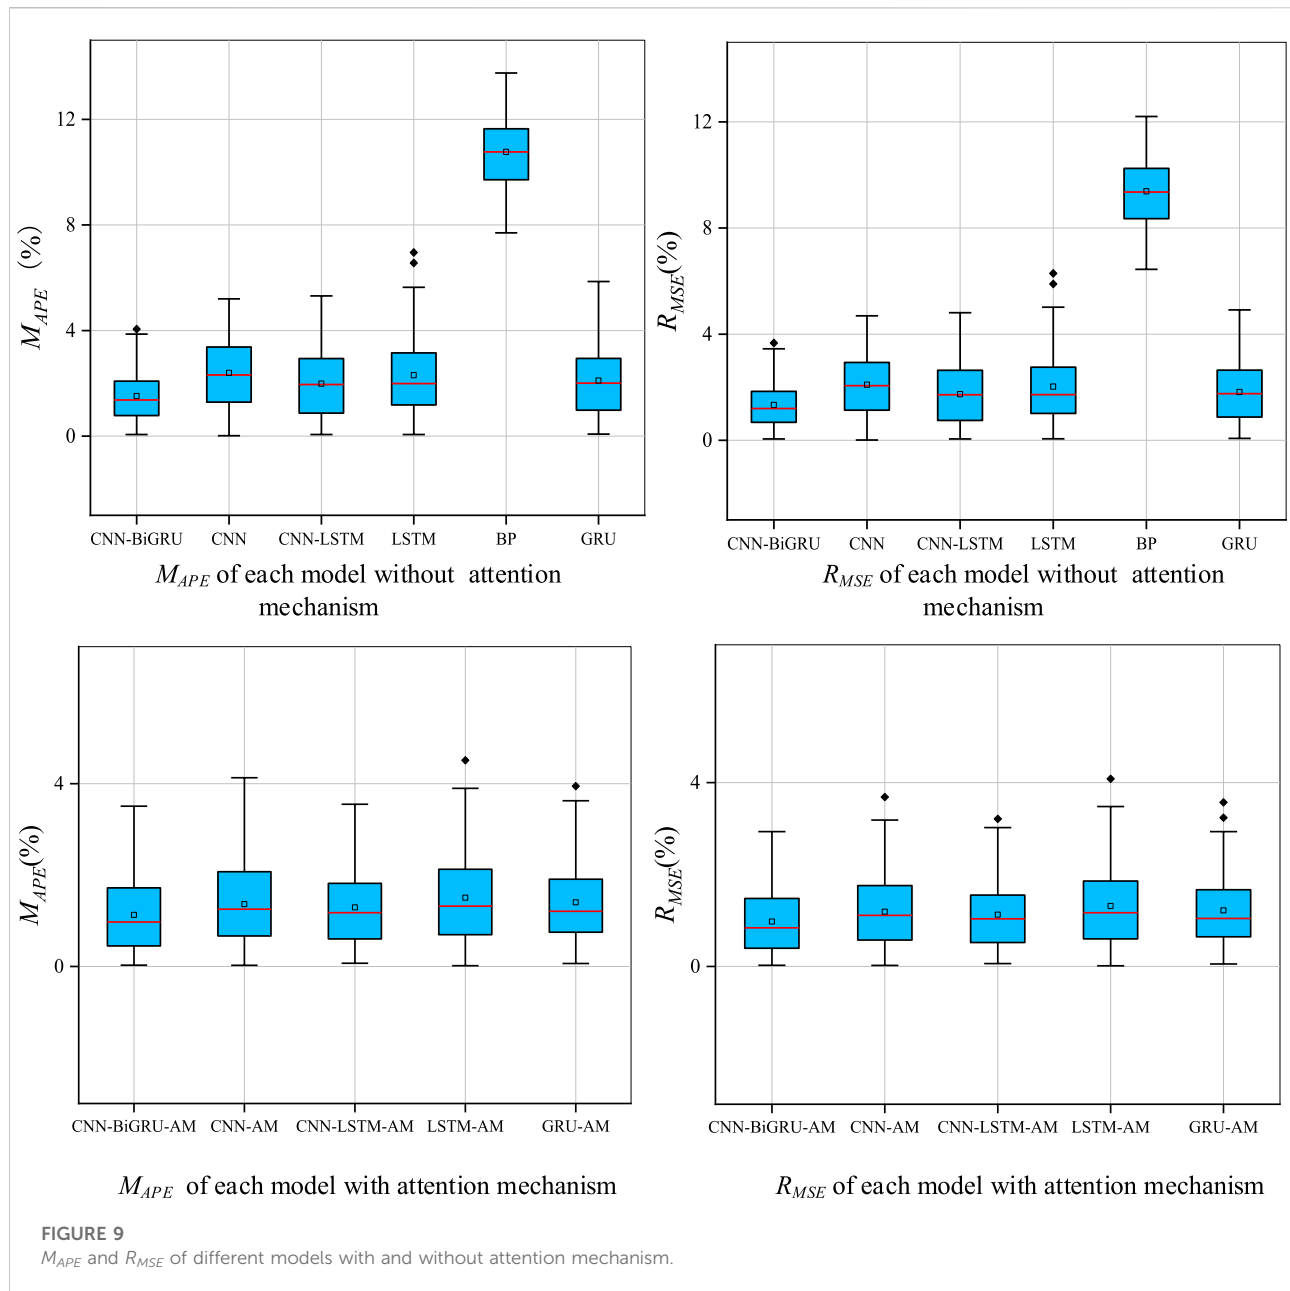 12
8
4
0
M_APE (%)
CNN-BiGRU CNN CNN-LSTM LSTM BP GRU
M_APE of each model without attention
mechanism
12
8
4
0
R_MSE(%)
CNN-BiGRU CNN CNN-LSTM LSTM BP GRU
R_MSE of each model without attention
mechanism
4
0
M_APE(%)
CNN-BiGRU-AM CNN-AM CNN-LSTM-AM LSTM-AM GRU-AM
M_APE of each model with attention mechanism
4
0
R_MSE(%)
CNN-BiGRU-AM CNN-AM CNN-LSTM-AM LSTM-AM GRU-AM
R_MSE of each model with attention mechanism
FIGURE 9
M_APE and R_MSE of different models with and without attention mechanism.